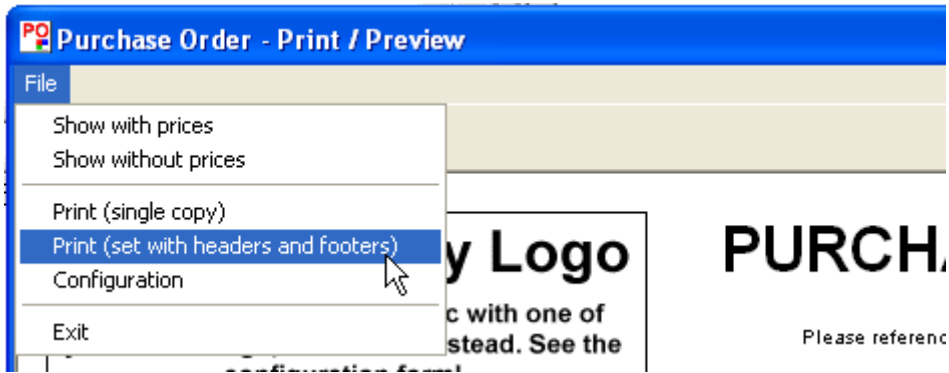 PO Purchase Order - Print / Preview
File
Show with prices
Show without prices
Print (single copy)
Print (set with headers and footers)
Configuration
Exit
y Logo
c with one of
stead. See the
configuration form!
PURCHA
Please referenc